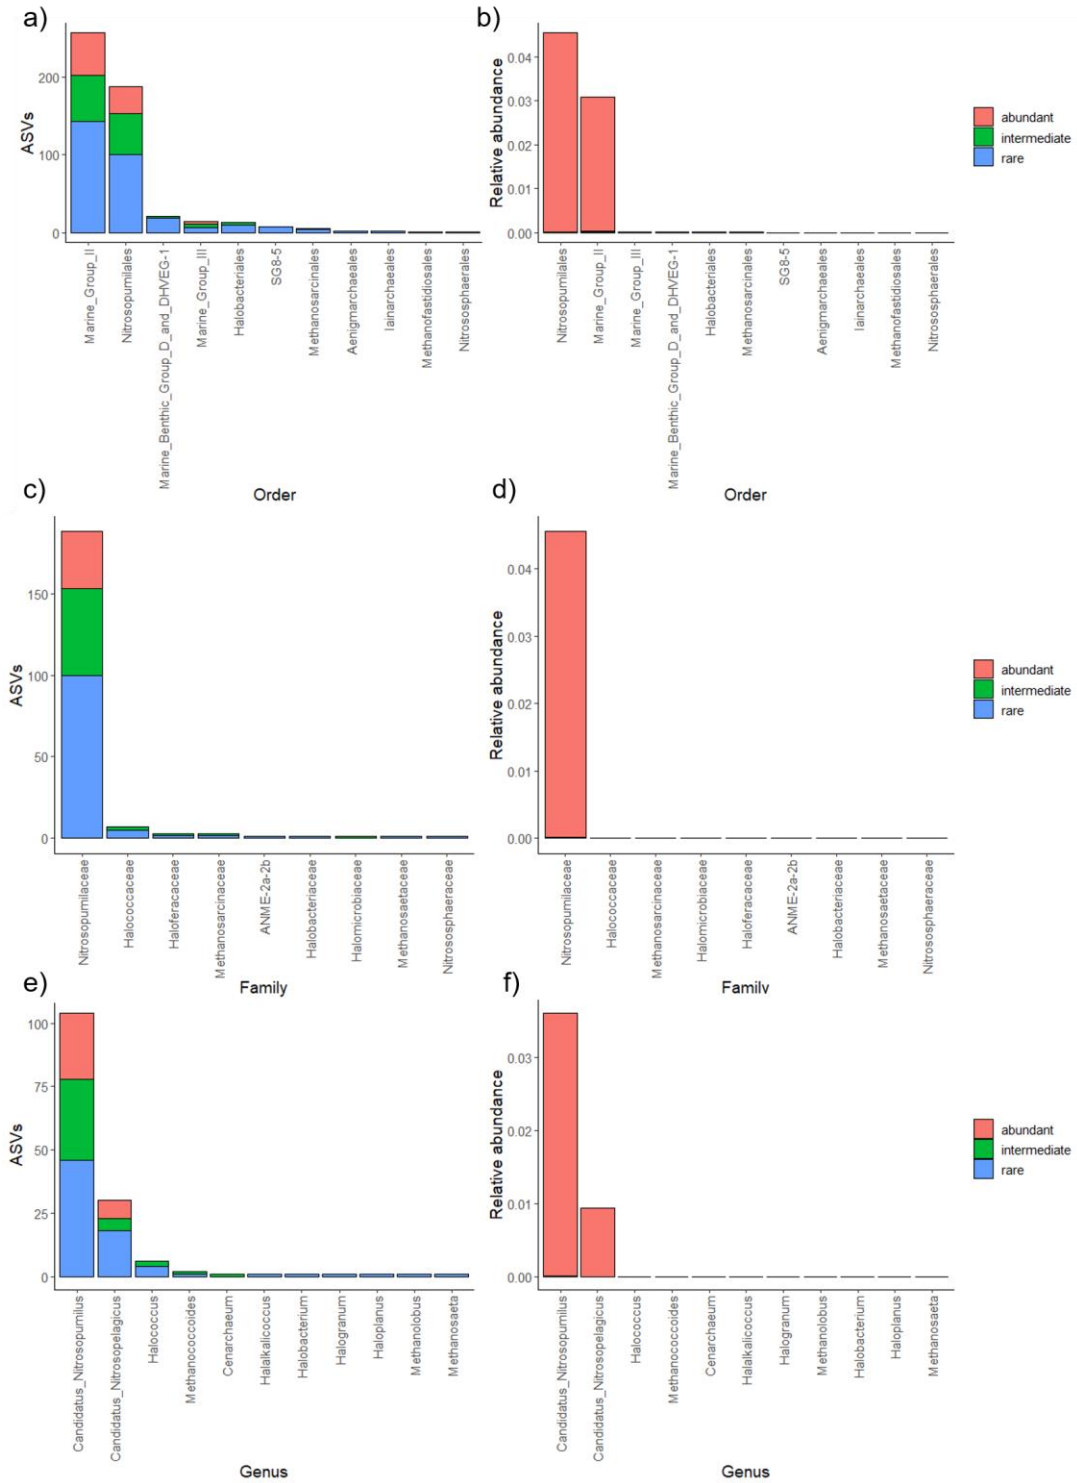 a)
ASVs
200
100
0
Marine_Group_II
Nitrosopumilales
Marine_Benthic_Group_D_and_DHVEG-1
Marine_Group_III
Halobacteriales
SG8-5
Methanosarcinales
Aenigmarchaeales
Iainarchaeales
Methanofastidiosales
Nitrososphaerales
Order
b)
Relative abundance
0.04
0.03
0.02
0.01
0.00
Nitrosopumilales
Marine_Group_II
Marine_Group_III
Marine_Benthic_Group_D_and_DHVEG-1
Halobacteriales
Methanosarcinales
SG8-5
Aenigmarchaeales
Iainarchaeales
Methanofastidiosales
Nitrososphaerales
Order
abundant
intermediate
rare
c)
ASVs
150
100
50
0
Nitrosopumilaceae
Halococcaceae
Haloferacaceae
Methanosarcinaceae
ANME-2a-2b
Halobacteriaceae
Halomicrobiaceae
Methanosaetaceae
Nitrososphaeraceae
Family
d)
Relative abundance
0.04
0.03
0.02
0.01
0.00
Nitrosopumilaceae
Halococcaceae
Methanosarcinaceae
Halomicrobiaceae
Haloferacaceae
ANME-2a-2b
Halobacteriaceae
Methanosaetaceae
Nitrososphaeraceae
Family
abundant
intermediate
rare
e)
ASVs
100
75
50
25
0
Candidatus_Nitrosopumilus
Candidatus_Nitrosopelagicus
Halococcus
Methanococcoides
Cenarchaeum
Halalkalicoccus
Halobacterium
Halogranum
Haloplanus
Methanolobus
Methanosaeta
Genus
f)
Relative abundance
0.03
0.02
0.01
0.00
Candidatus_Nitrosopumilus
Candidatus_Nitrosopelagicus
Halococcus
Methanococcoides
Cenarchaeum
Halalkalicoccus
Halogranum
Methanolobus
Halobacterium
Haloplanus
Methanosaeta
Genus
abundant
intermediate
rare